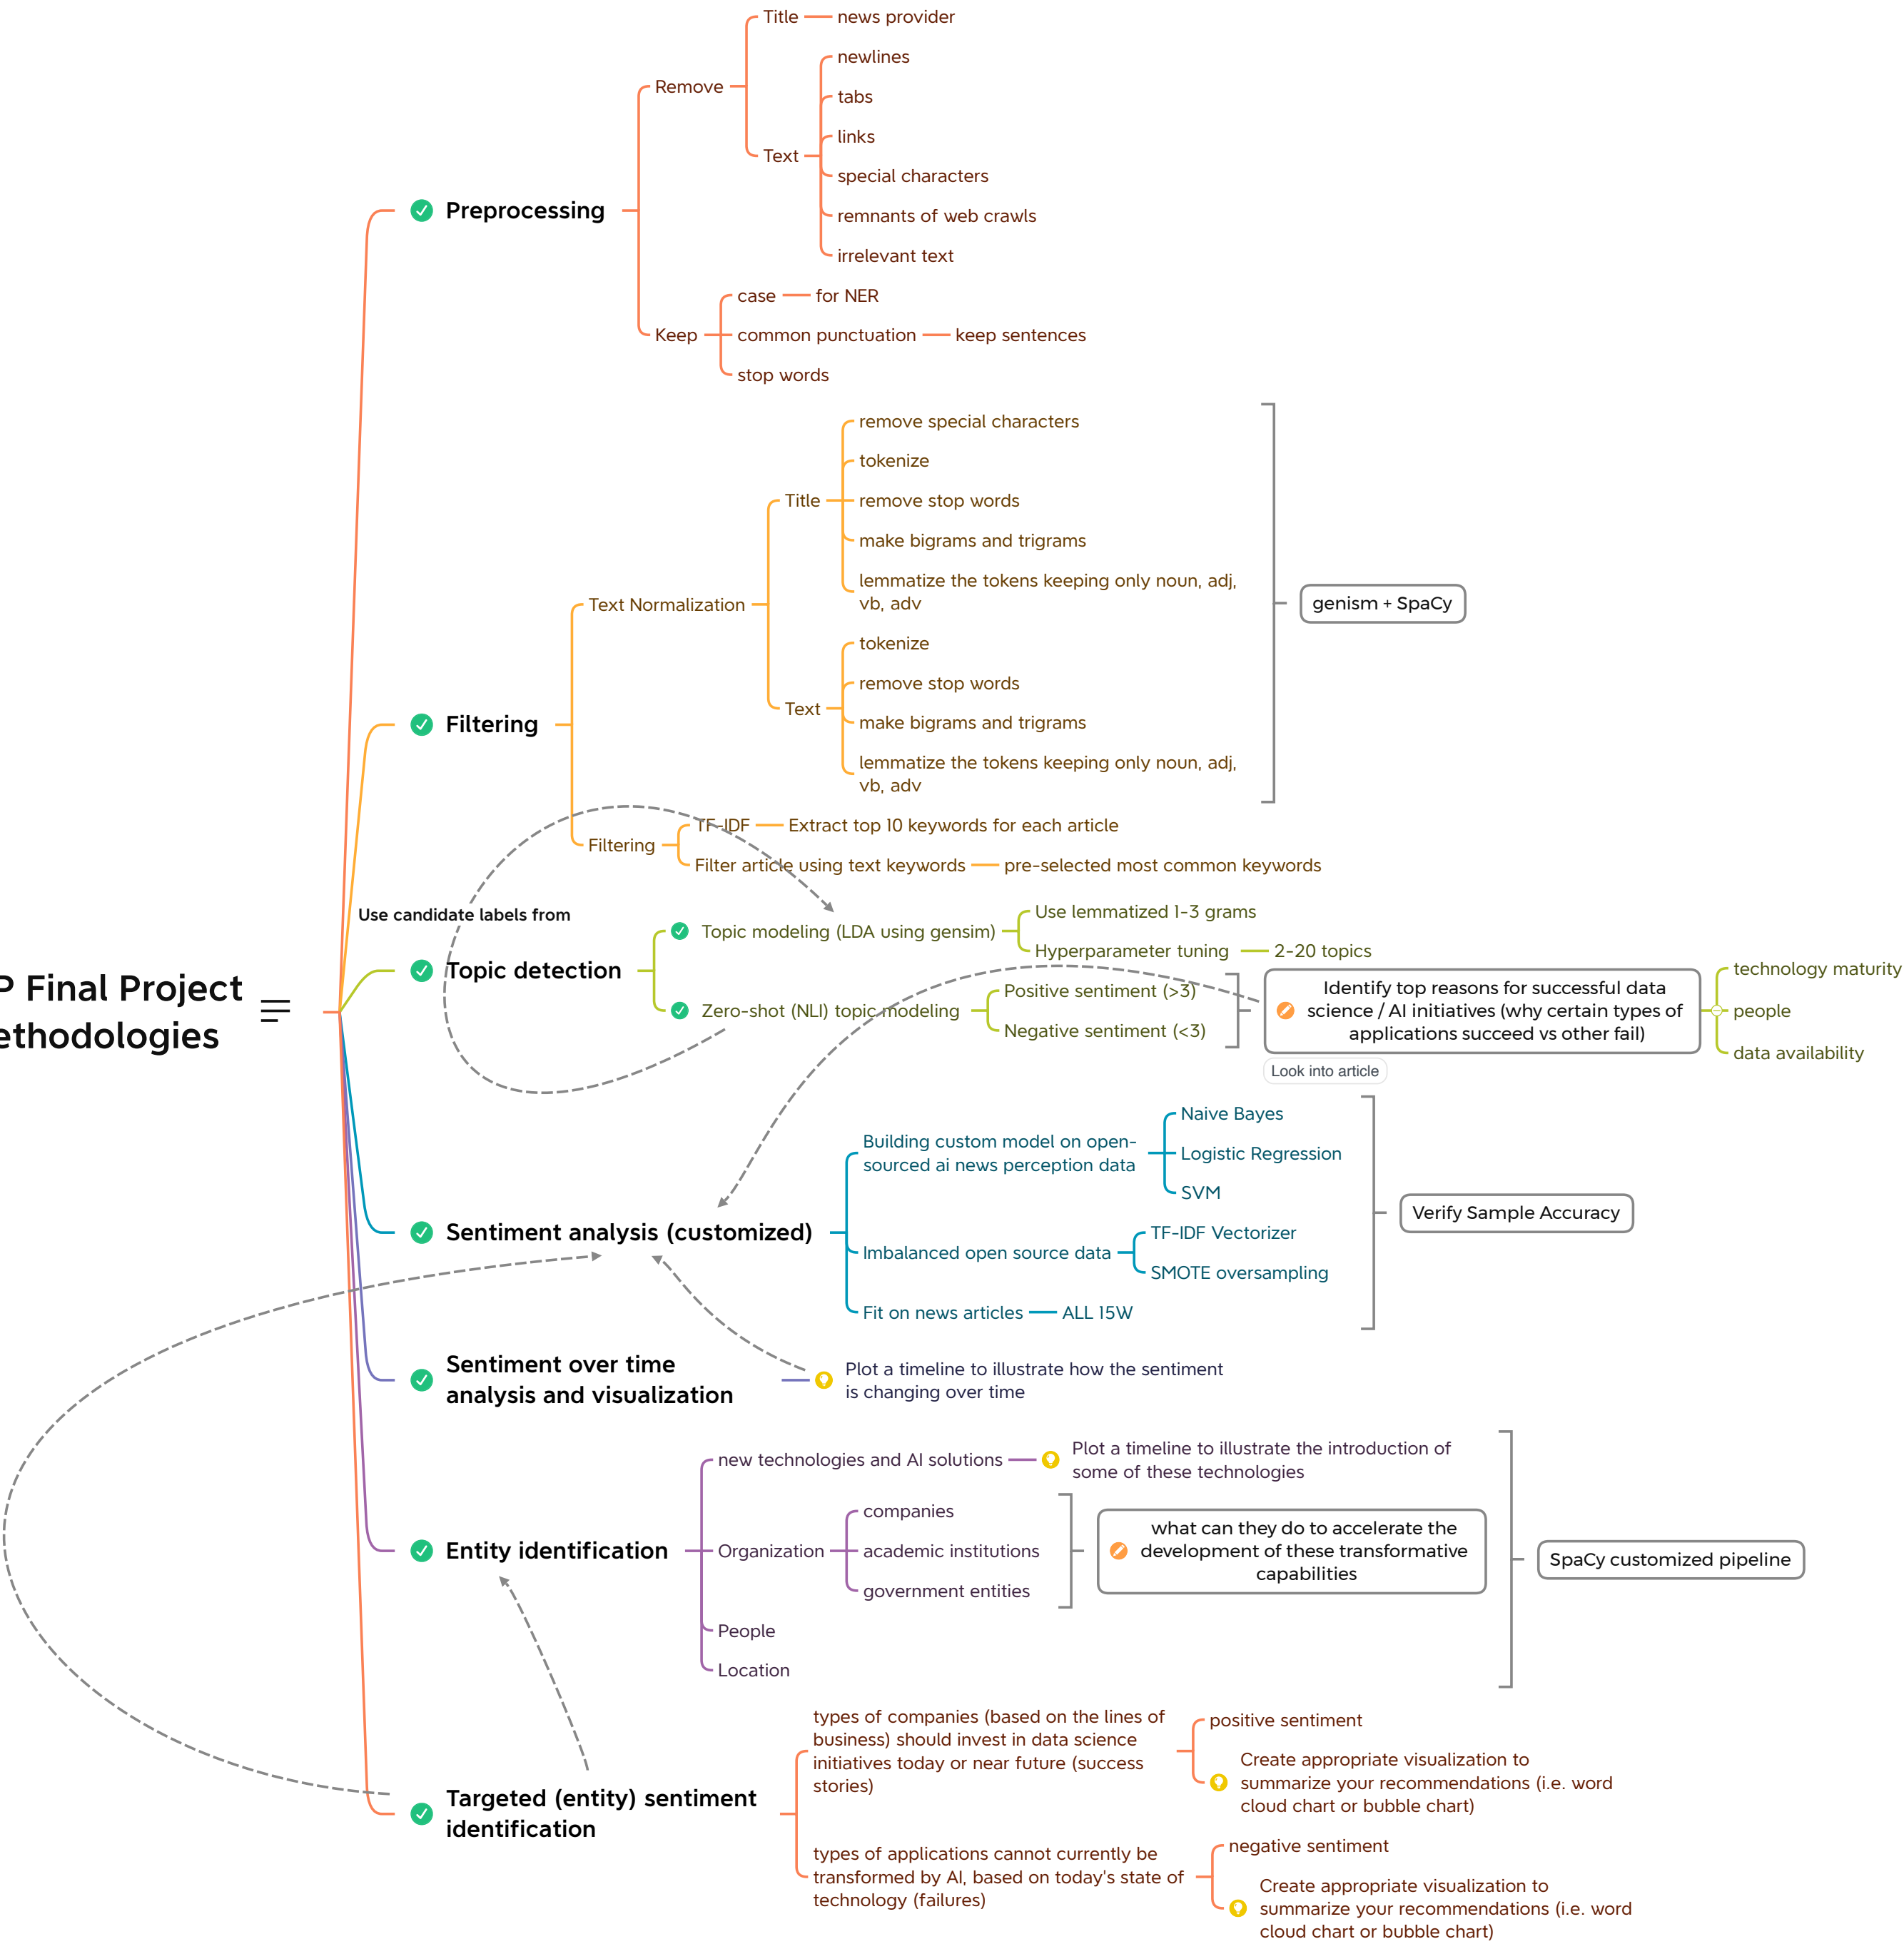 Title
news provider
newlines
tabs
Remove
links
Text
special characters
remnants of web crawls
Preprocessing
irrelevant text
case
for NER
Keep
common punctuation
keep sentences
stop words
remove special characters
tokenize
Title
remove stop words
make bigrams and trigrams
lemmatize the tokens keeping only noun, adj,
vb, adv
Text Normalization
genism + SpaCy
tokenize
remove stop words
Text
make bigrams and trigrams
Filtering
lemmatize the tokens keeping only noun, adj,
vb, adv
TF-IDF
Extract top 10 keywords for each article
Filtering
Filter article using text keywords
pre-selected most common keywords
Use candidate labels from
Use lemmatized 1-3 grams
Topic modeling (LDA using gensim)
Hyperparameter tuning
2-20 topics
Topic detection
Zero-shot (NLI) topic modeling
Positive sentiment (>3)
Negative sentiment (<3)
Identify top reasons for successful data
science / AI initiatives (why certain types of
applications succeed vs other fail)
technology maturity
people
data availability
Look into article
P Final Project
ethodologies
Naive Bayes
Building custom model on open-
sourced ai news perception data
Logistic Regression
SVM
Verify Sample Accuracy
Sentiment analysis (customized)
TF-IDF Vectorizer
Imbalanced open source data
SMOTE oversampling
Fit on news articles
ALL 15W
Sentiment over time
analysis and visualization
Plot a timeline to illustrate how the sentiment
is changing over time
new technologies and AI solutions
Plot a timeline to illustrate the introduction of
some of these technologies
companies
Entity identification
Organization
academic institutions
government entities
what can they do to accelerate the
development of these transformative
capabilities
SpaCy customized pipeline
People
Location
types of companies (based on the lines of
business) should invest in data science
initiatives today or near future (success
stories)
positive sentiment
Create appropriate visualization to
summarize your recommendations (i.e. word
cloud chart or bubble chart)
Targeted (entity) sentiment
identification
types of applications cannot currently be
transformed by AI, based on today's state of
technology (failures)
negative sentiment
Create appropriate visualization to
summarize your recommendations (i.e. word
cloud chart or bubble chart)